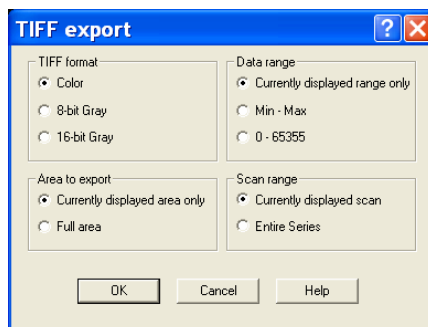 TIFF export
TIFF format
Color
8-bit Gray
16-bit Gray
Data range
Currently displayed range only
Min - Max
0 - 65355
Area to export
Currently displayed area only
Full area
Scan range
Currently displayed scan
Entire Series
OK
Cancel
Help